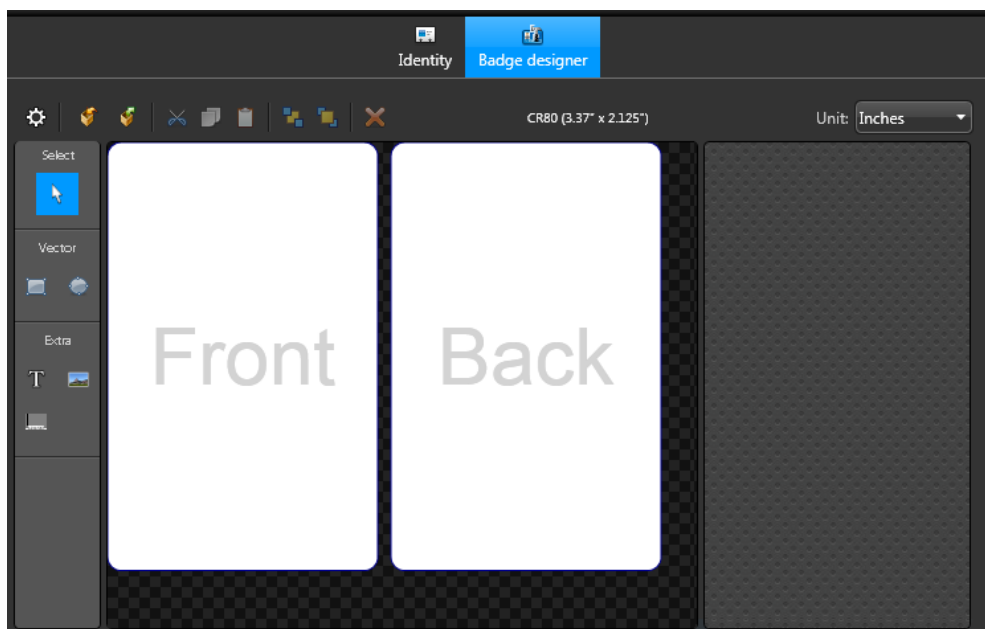 Identity
Badge designer
CR80 (3.37" x 2.125")
Unit: Inches
Select
Vector
Extra
T
Front
Back